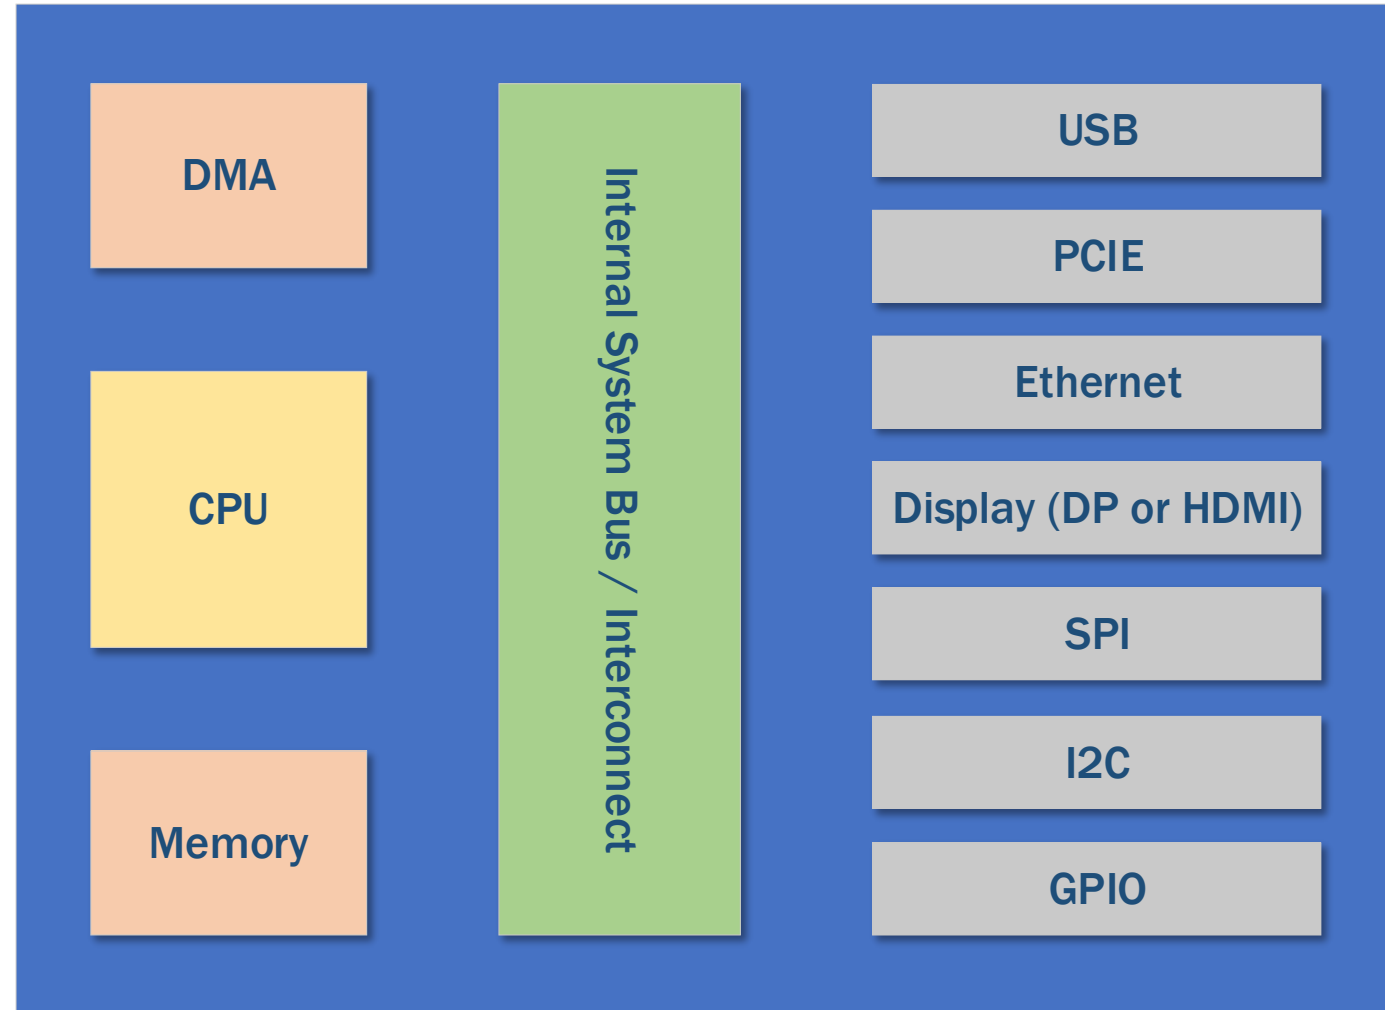 DMA
CPU
Memory
Internal System Bus / Interconnect
USB
PCIE
Ethernet
Display (DP or HDMI)
SPI
I2C
GPIO